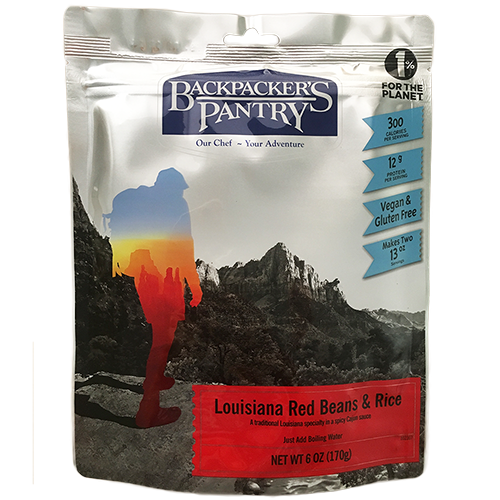 BACKPACKER'S
PANTRY
Our Chef ~ Your Adventure
1%
FOR THE
PLANET
300
CALORIES
PER SERVING
12 g
PROTEIN
PER SERVING
Vegan &
Gluten Free
Makes Two
13 oz
Servings
Louisiana Red Beans & Rice
A traditional Louisiana specialty in a spicy Cajun sauce
Just Add Boiling Water
NET WT 6 OZ (170g)